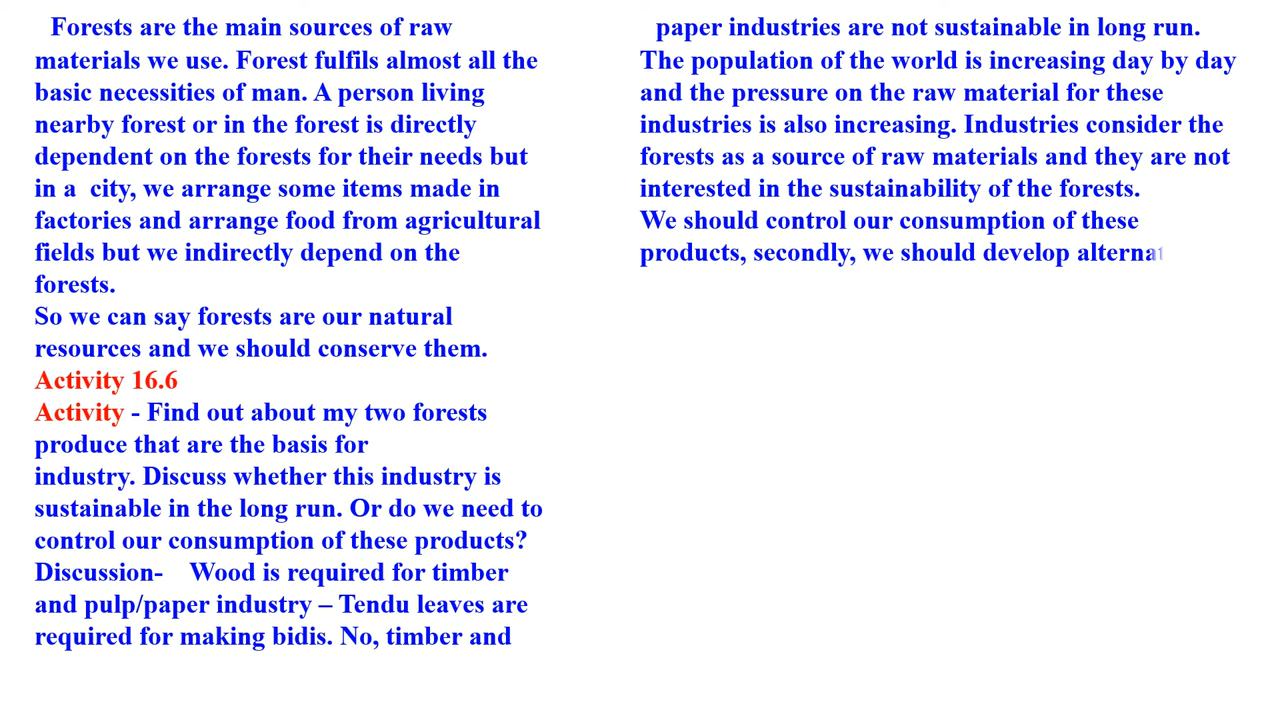 Forests are the main sources of raw
materials we use. Forest fulfils almost all the
basic necessities of man. A person living
nearby forest or in the forest is directly
dependent on the forests for their needs but
in a  city, we arrange some items made in
factories and arrange food from agricultural
fields but we indirectly depend on the
forests.
So we can say forests are our natural
resources and we should conserve them.
Activity 16.6
Activity - Find out about my two forests
produce that are the basis for
industry. Discuss whether this industry is
sustainable in the long run. Or do we need to
control our consumption of these products?
Discussion-    Wood is required for timber
and pulp/paper industry – Tendu leaves are
required for making bidis. No, timber and
paper industries are not sustainable in long run.
The population of the world is increasing day by day
and the pressure on the raw material for these
industries is also increasing. Industries consider the
forests as a source of raw materials and they are not
interested in the sustainability of the forests.
We should control our consumption of these
products, secondly, we should develop